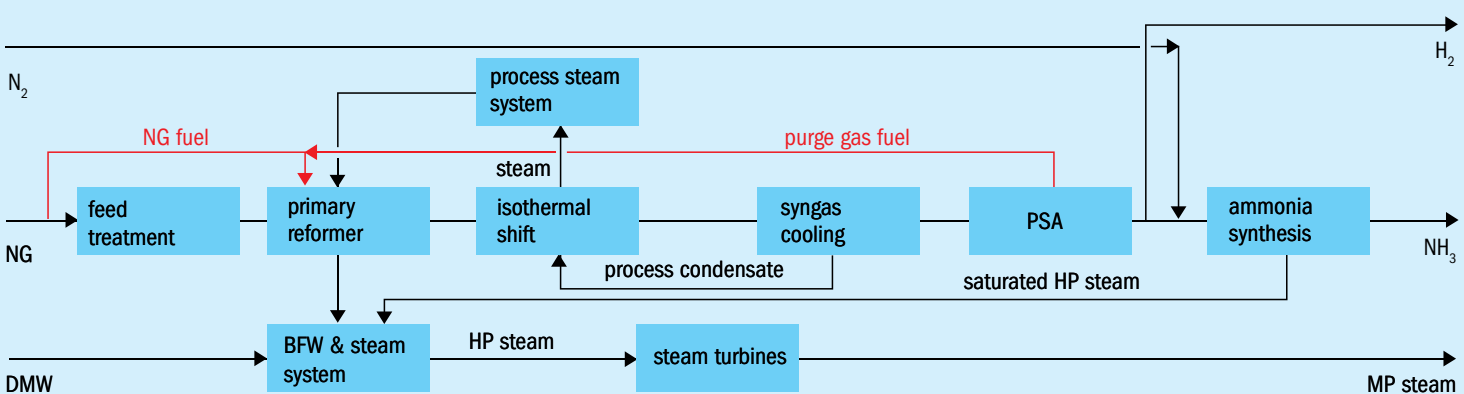 H2
N2
process steam
system
NG fuel
purge gas fuel
steam
feed
treatment
primary
reformer
isothermal
shift
syngas
cooling
PSA
ammonia
synthesis
NG
NH3
process condensate
saturated HP steam
BFW & steam
system
HP steam
steam turbines
DMW
MP steam